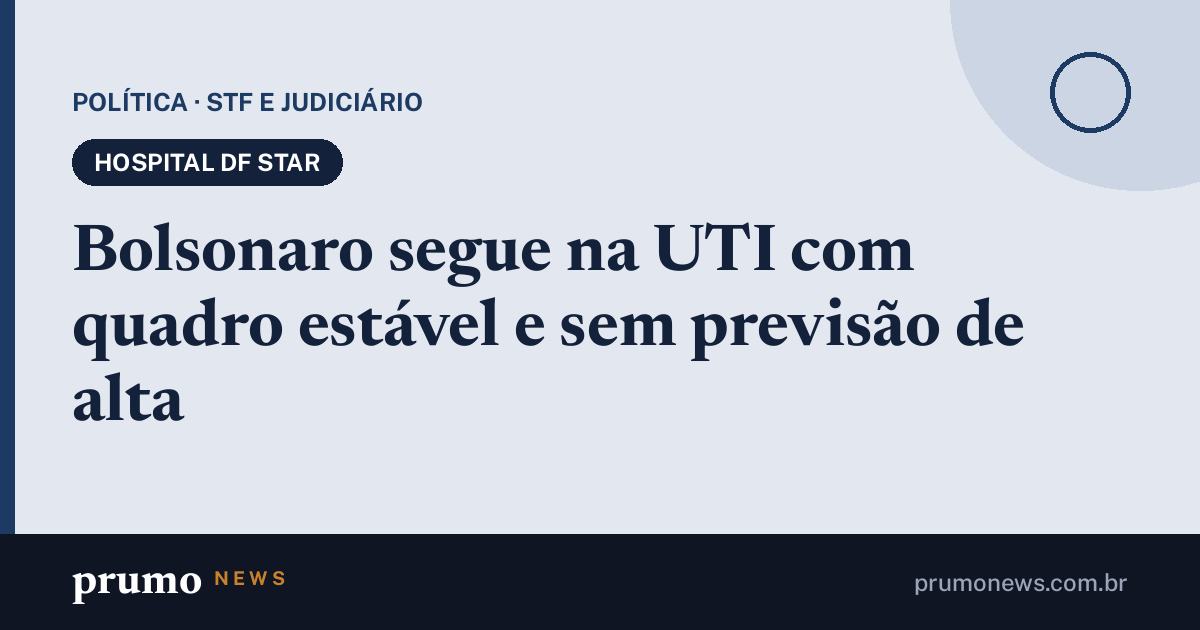 POLÍTICA · STF E JUDICIÁRIO
HOSPITAL DF STAR
Bolsonaro segue na UTI com
quadro estável e sem previsão de
alta
prumo NEWS
prumonews.com.br